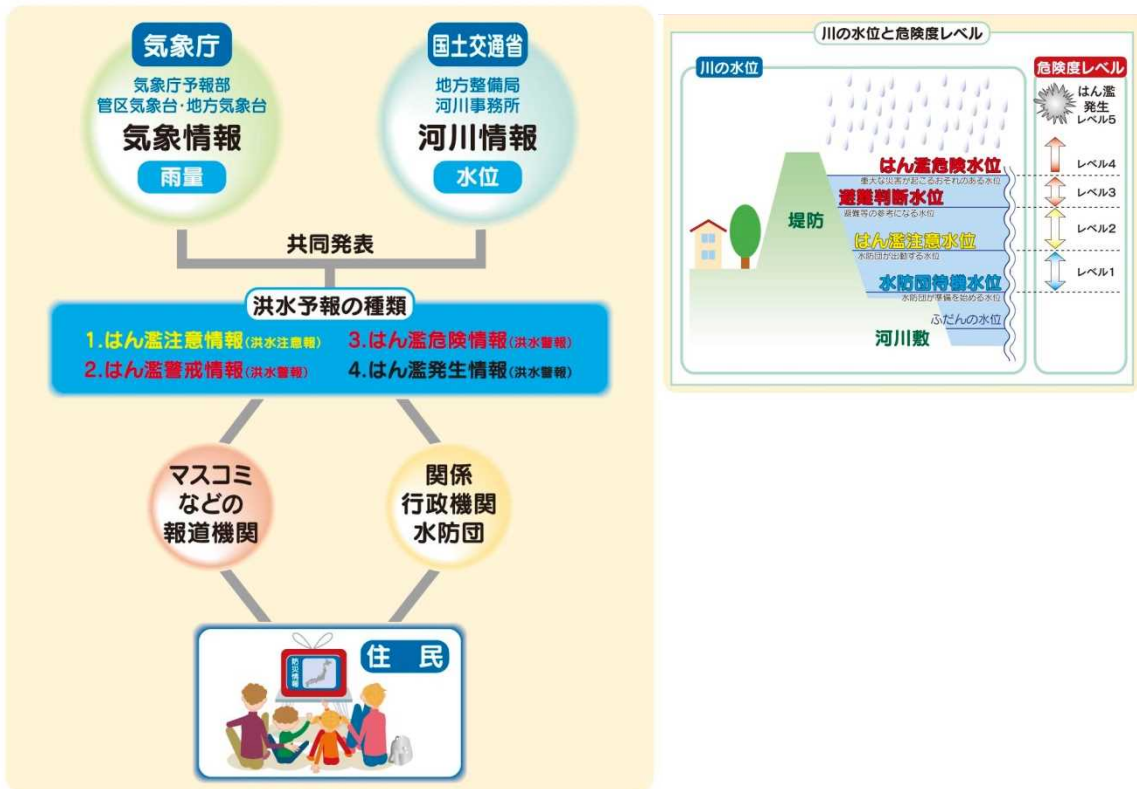 気象庁
気象庁予報部
管区気象台・地方気象台
気象情報
雨量
国土交通省
地方整備局
河川事務所
河川情報
水位
共同発表
洪水予報の種類
1.はん濫注意情報(洪水注意報)
2.はん濫警戒情報(洪水警報)
3.はん濫危険情報(洪水警報)
4.はん濫発生情報(洪水警報)
マスコミ
などの
報道機関
関係
行政機関
水防団
住 民
防災情報
川の水位と危険度レベル
川の水位
はん濫危険水位
重大な災害が起こるおそれのある水位
避難判断水位
避難等の参考になる水位
はん濫注意水位
水防団が出動する水位
水防団待機水位
水防団が準備を始める水位
ふだんの水位
堤防
河川敷
危険度レベル
はん濫
発生
レベル5
レベル4
レベル3
レベル2
レベル1